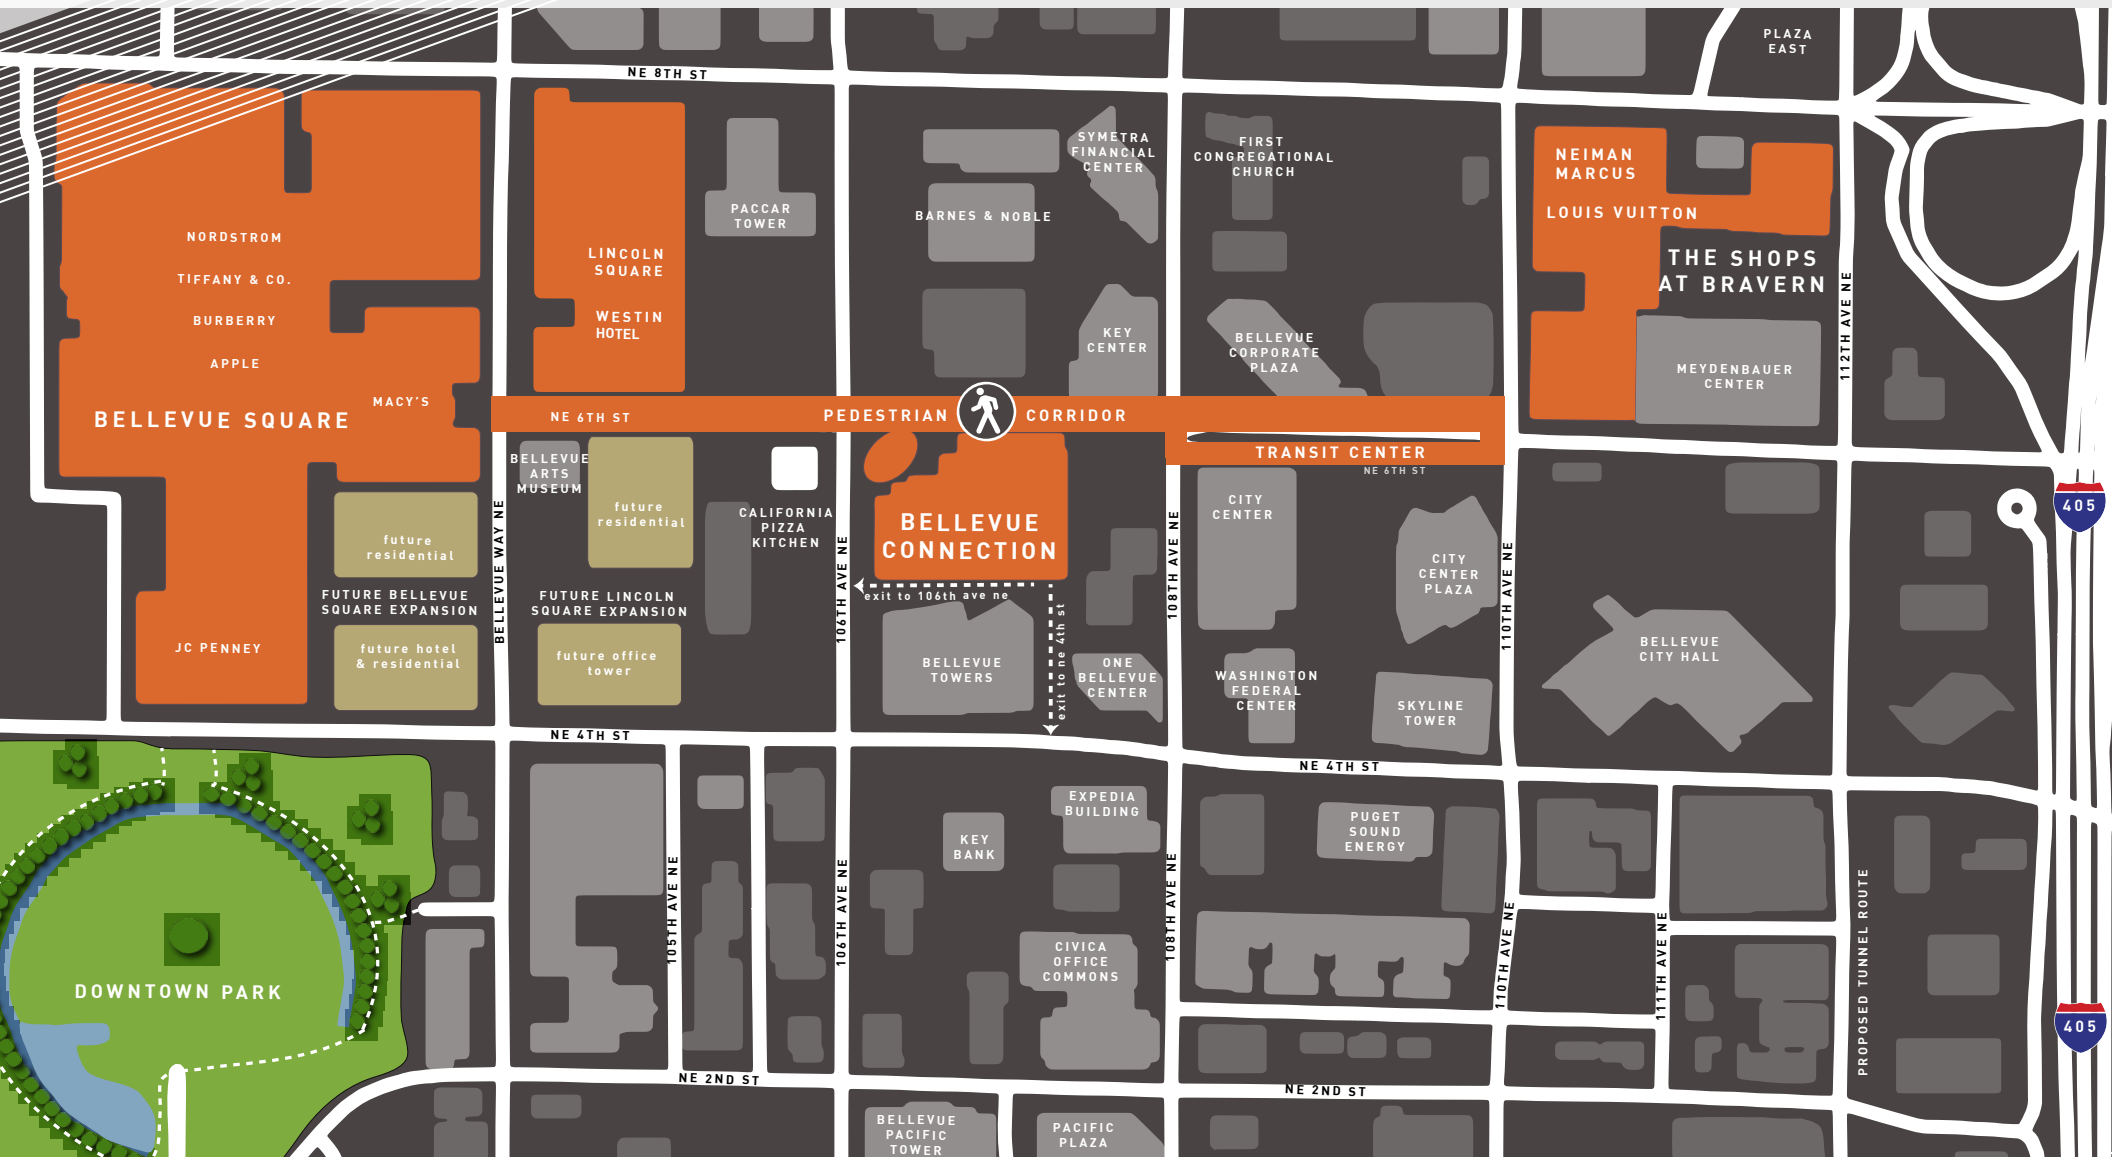 PLAZA
EAST
NE 8TH ST
SYMETRA
FINANCIAL
CENTER
FIRST
CONGREGATIONAL
CHURCH
NEIMAN
MARCUS
LOUIS VUITTON
PACCAR
TOWER
BARNES & NOBLE
NORDSTROM
TIFFANY & CO.
BURBERRY
APPLE
MACY'S
BELLEVUE SQUARE
LINCOLN
SQUARE
WESTIN
HOTEL
THE SHOPS
AT BRAVERN
112TH AVE NE
KEY
CENTER
BELLEVUE
CORPORATE
PLAZA
MEYDENBAUER
CENTER
NE 6TH ST
PEDESTRIAN
CORRIDOR
TRANSIT CENTER
NE 6TH ST
BELLEVUE
ARTS
MUSEUM
future
residential
CALIFORNIA
PIZZA
KITCHEN
BELLEVUE
CONNECTION
CITY
CENTER
CITY
CENTER
PLAZA
405
future
residential
FUTURE BELLEVUE
SQUARE EXPANSION
BELLEVUE WAY NE
FUTURE LINCOLN
SQUARE EXPANSION
106TH AVE NE
exit to 106th ave ne
exit to ne 4th st
108TH AVE NE
110TH AVE NE
JC PENNEY
future hotel
& residential
future office
tower
BELLEVUE
TOWERS
ONE
BELLEVUE
CENTER
WASHINGTON
FEDERAL
CENTER
SKYLINE
TOWER
BELLEVUE
CITY HALL
NE 4TH ST
NE 4TH ST
EXPEDIA
BUILDING
KEY
BANK
PUGET
SOUND
ENERGY
105TH AVE NE
106TH AVE NE
108TH AVE NE
110TH AVE NE
111TH AVE NE
PROPOSED TUNNEL ROUTE
CIVICA
OFFICE
COMMONS
DOWNTOWN PARK
405
NE 2ND ST
NE 2ND ST
BELLEVUE
PACIFIC
TOWER
PACIFIC
PLAZA